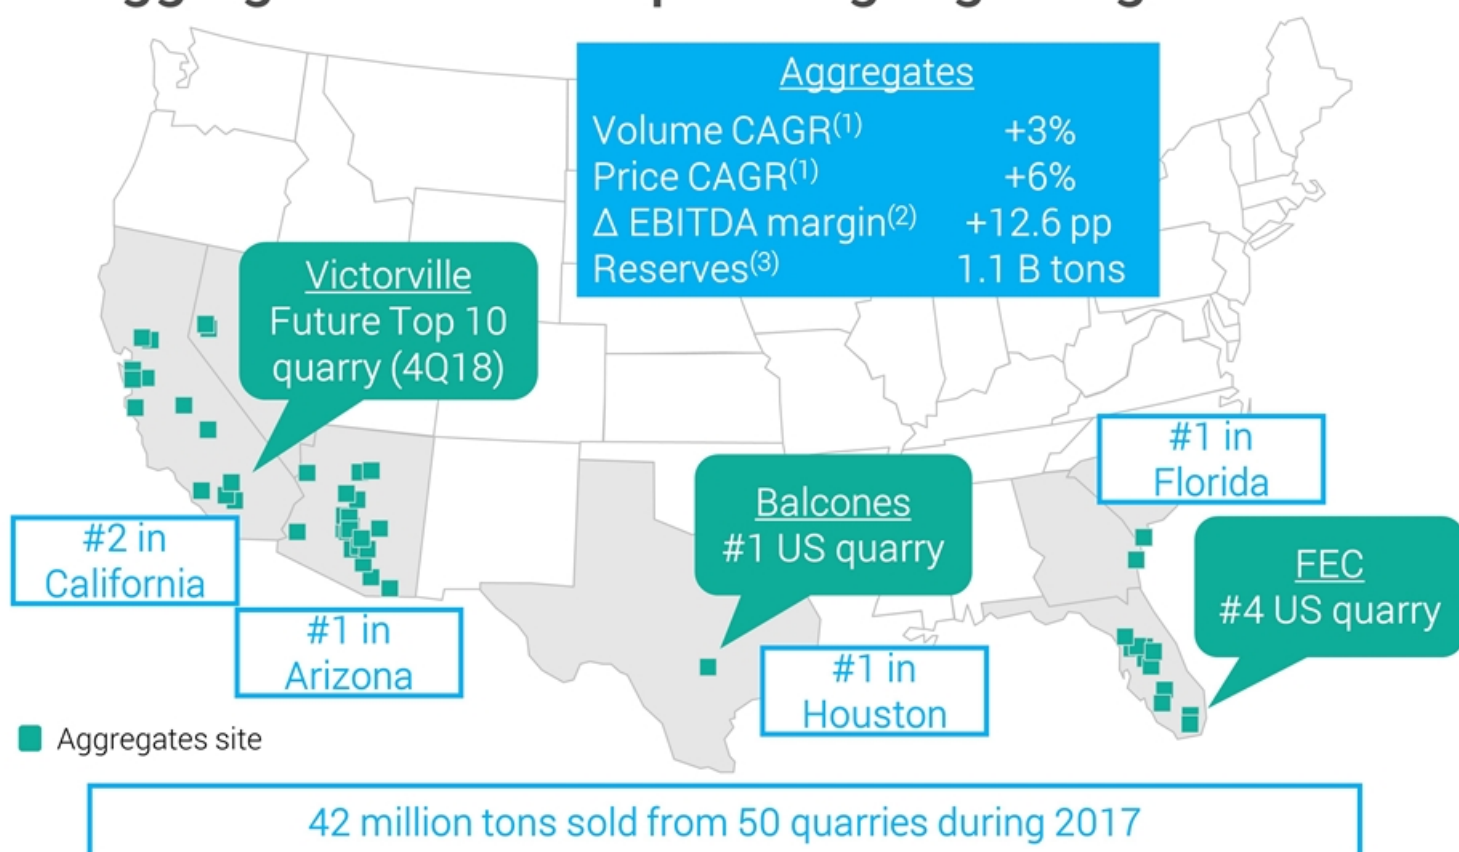 Aggregates
Volume CAGR(1) +3%
Price CAGR(1) +6%
Δ EBITDA margin(2) +12.6 pp
Reserves(3) 1.1 B tons
Victorville
Future Top 10
quarry (4Q18)
#1 in
Florida
Balcones
#1 US quarry
FEC
#4 US quarry
#2 in
California
#1 in
Arizona
#1 in
Houston
Aggregates site
42 million tons sold from 50 quarries during 2017